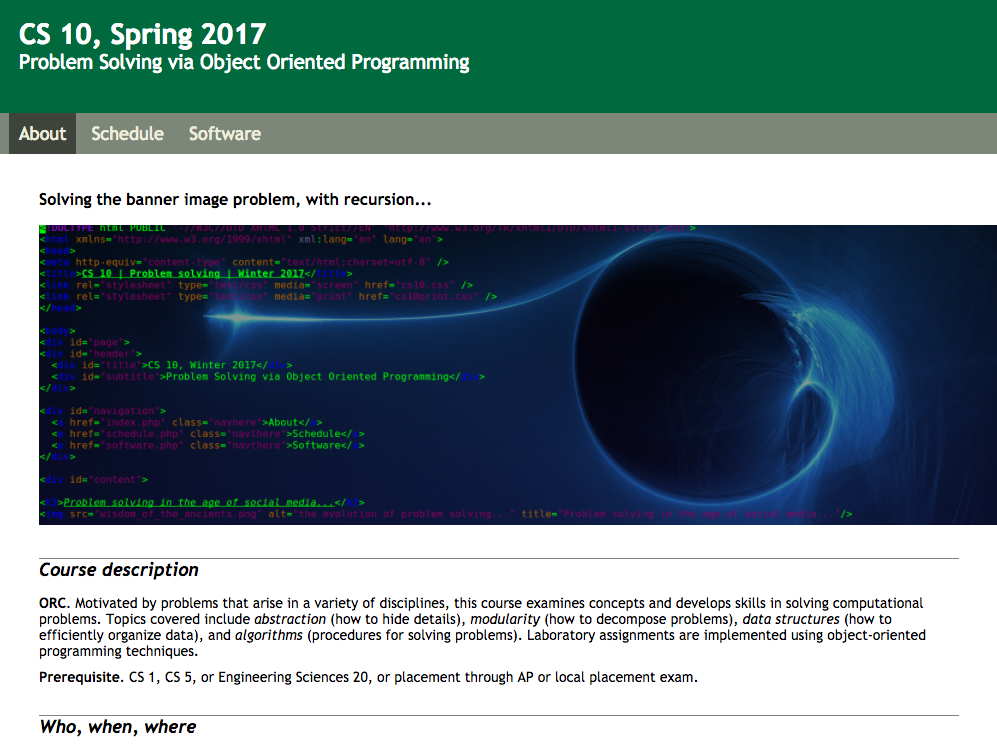 CS 10, Spring 2017
Problem Solving via Object Oriented Programming
About Schedule Software
Solving the banner image problem, with recursion...
<!DOCTYPE html PUBLIC "-//W3C//DTD XHTML 1.0 Strict//EN" "http://www.w3.org/TR/xhtml1/DTD/xhtml1-strict.dtd">
<html xmlns="http://www.w3.org/1999/xhtml" xml:lang="en" lang="en">
<head>
<meta http-equiv="content-type" content="text/html;charset=utf-8" />
<title>CS 10 | Problem solving | Winter 2017</title>
<link rel="stylesheet" type="text/css" media="screen" href="cs10.css" />
<link rel="stylesheet" type="text/css" media="print" href="cs10print.css" />
</head>
<body>
<div id="page">
<div id="header">
<div id="title">CS 10, Winter 2017</div>
<div id="subtitle">Problem Solving via Object Oriented Programming</div>
</div>
<div id="navigation">
<a href="index.php" class="navhere">About</a>
<a href="schedule.php" class="navthere">Schedule</a>
<a href="software.php" class="navthere">Software</a>
</div>
<div id="content">
<h3>Problem solving in the age of social media...</h3>
<img src="wisdom_of_the_ancients.png" alt="the evolution of problem solving..." title="Problem solving in the age of social media..."/>
Course description
ORC. Motivated by problems that arise in a variety of disciplines, this course examines concepts and develops skills in solving computational
problems. Topics covered include abstraction (how to hide details), modularity (how to decompose problems), data structures (how to
efficiently organize data), and algorithms (procedures for solving problems). Laboratory assignments are implemented using object-oriented
programming techniques.
Prerequisite. CS 1, CS 5, or Engineering Sciences 20, or placement through AP or local placement exam.
Who, when, where